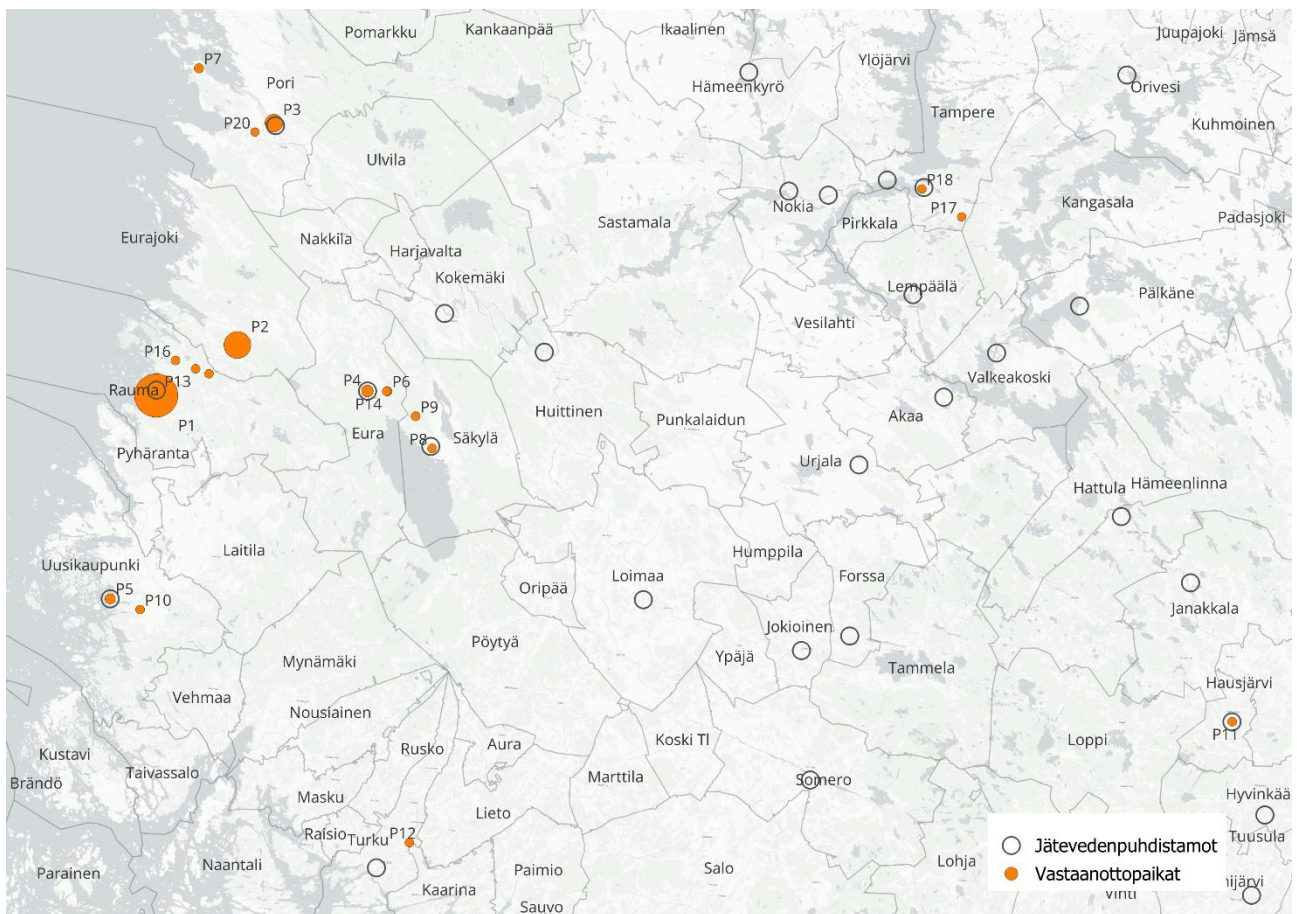 Pomarkku
Kankaanpää
Ikaalinen
Juupajoki
Jämsä
P7
Ylöjärvi
Pori
Hämeenkyrö
Orivesi
P3
Tampere
P20
Kuhmoinen
Ulvila
P18
Nokia
Kangasala
P17
Sastamala
Pirkkala
Padasjoki
Eurajoki
Nakkila
Harjavalta
Kokemäki
Pälkäne
Lempäälä
Vesilahti
P2
P16
Valkeakoski
Rauma
P13
P4
P6
P14
P9
Huittinen
Punkalaidun
Akaa
P1
Eura
P8
Säkylä
Pyhäranta
Urjala
Hattula
Hämeenlinna
Laitila
Humppila
Uusikaupunki
Oripää
Loimaa
Forssa
P5
P10
Janakkala
Jokioinen
Pöytyä
Ypäjä
Mynämäki
Tammela
Hausjärvi
Vehmaa
Nousiainen
P11
Loppi
Rusko
Aura
Koski Tl
Kustavi
Taivassalo
Brändö
Marttila
Somero
Masku
Lieto
Hyvinkää
Raisio
Turku
P12
Tuusula
Jätevedenpuhdistamot
Naantali
Lohja
Parainen
Paimio
Salo
Vastaanottopaikat
Kaarina
nijärvi
Vihti
Sauvo